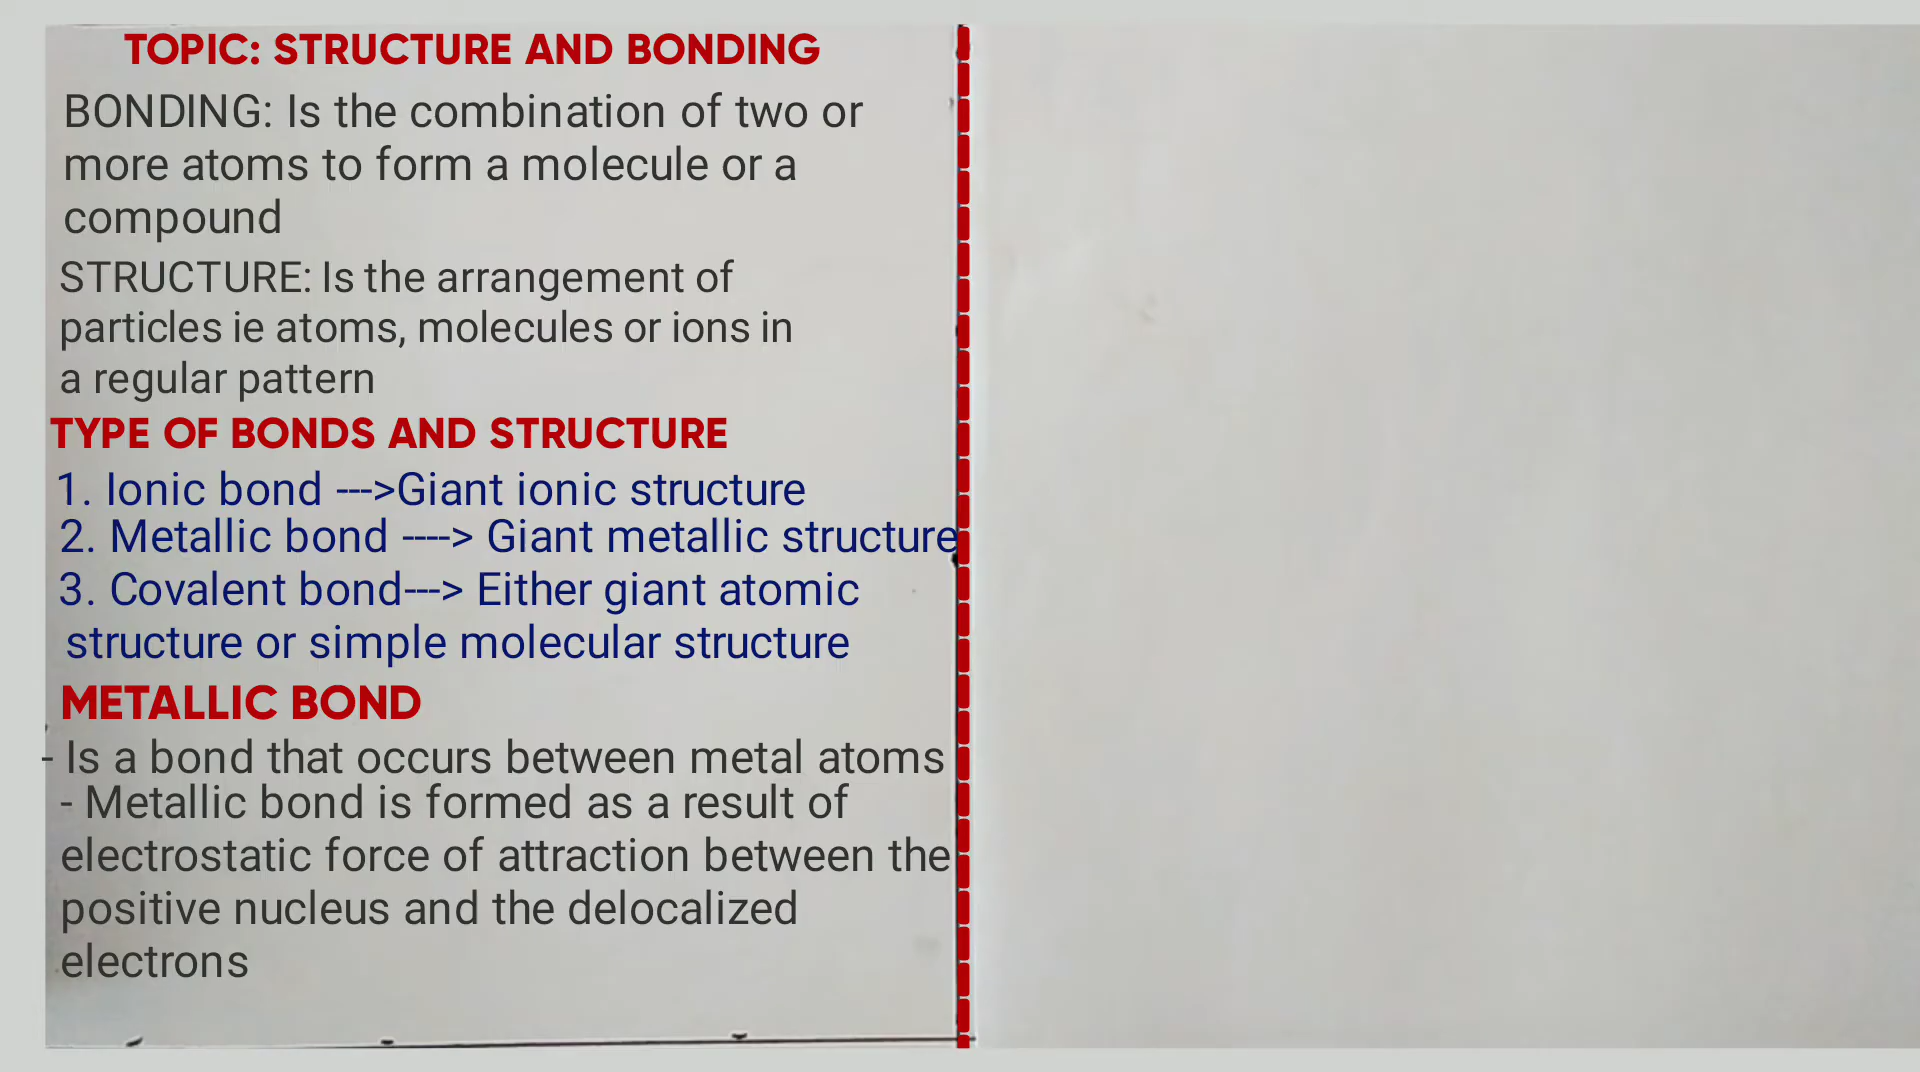 TOPIC: STRUCTURE AND BONDING
BONDING: Is the combination of two or
more atoms to form a molecule or a
compound
STRUCTURE: Is the arrangement of
particles ie atoms, molecules or ions in
a regular pattern
TYPE OF BONDS AND STRUCTURE
1. Ionic bond --->Giant ionic structure
2. Metallic bond ----> Giant metallic structure
3. Covalent bond---> Either giant atomic
structure or simple molecular structure
METALLIC BOND
- Is a bond that occurs between metal atoms
- Metallic bond is formed as a result of
electrostatic force of attraction between the
positive nucleus and the delocalized
electrons